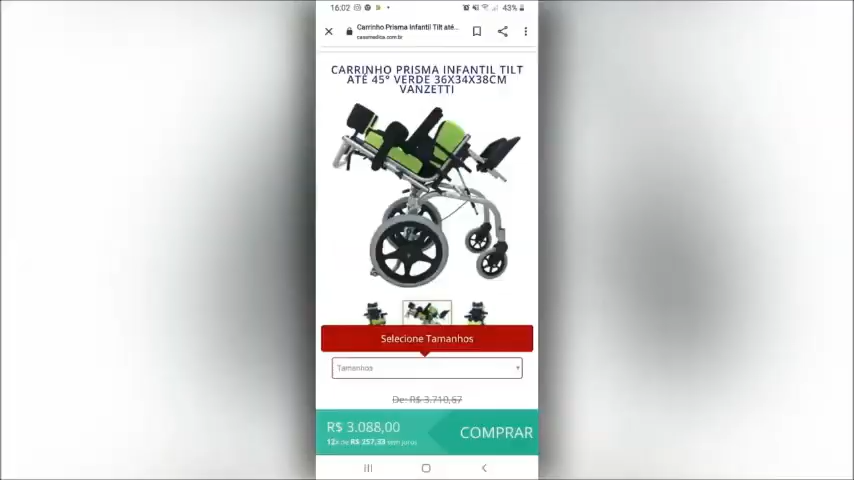 16:02
43%
Carrinho Prisma Infantil Tilt até...
casamedica.com.br
CARRINHO PRISMA INFANTIL TILT
ATÉ 45° VERDE 36X34X38CM
VANZETTI
Selecione Tamanhos
Tamanhos
De: R$ 3.710,67
R$ 3.088,00
12x de R$ 257,33 sem juros
COMPRAR